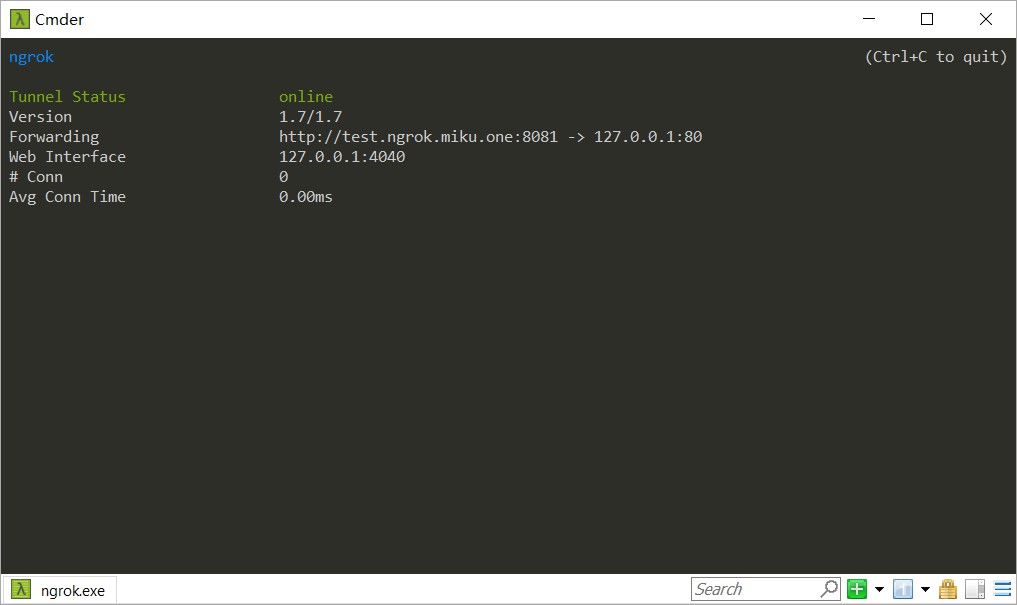 Cmder
ngrok (Ctrl+C to quit)
Tunnel Status online
Version 1.7/1.7
Forwarding http://test.ngrok.miku.one:8081 -> 127.0.0.1:80
Web Interface 127.0.0.1:4040
# Conn 0
Avg Conn Time 0.00ms
λ ngrok.exe Search 1